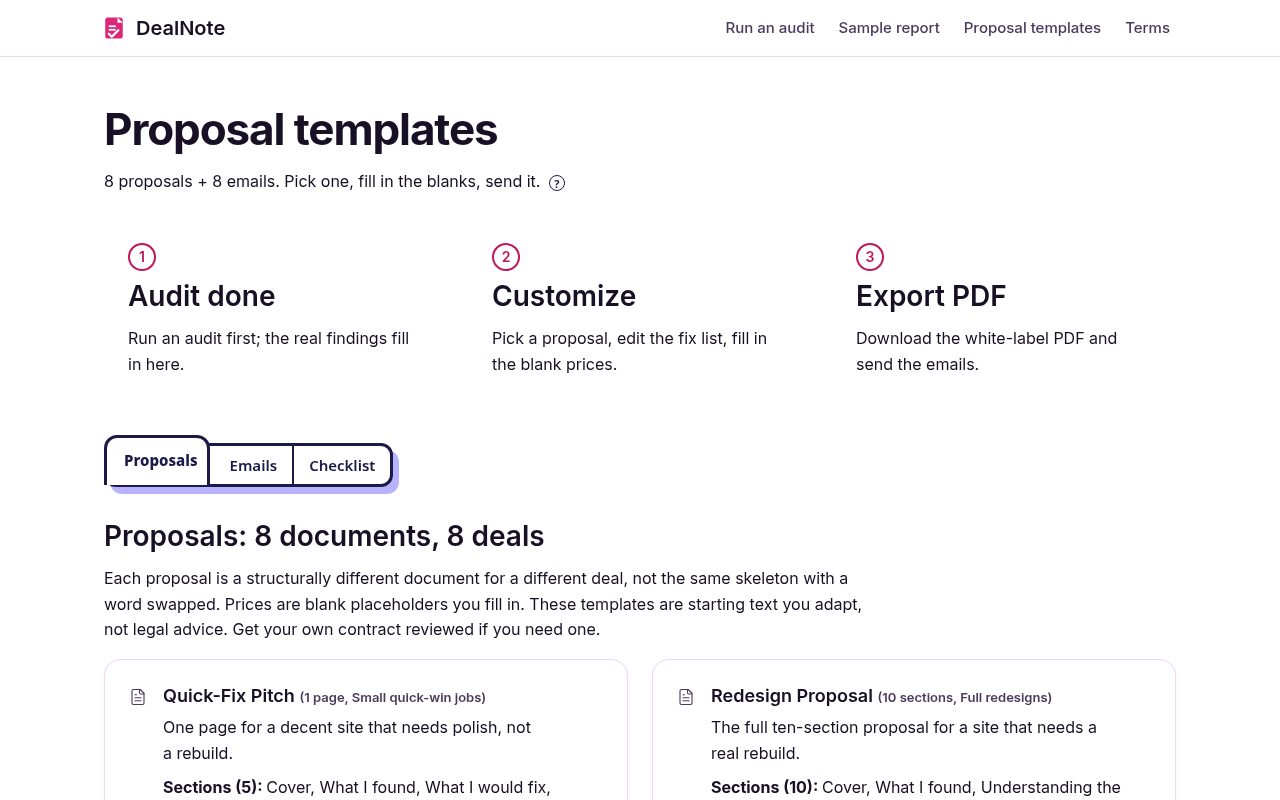 DealNote
Run an audit
Sample report
Proposal templates
Terms
Proposal templates
8 proposals + 8 emails. Pick one, fill in the blanks, send it. ?
1
Audit done
Run an audit first; the real findings fill
in here.
2
Customize
Pick a proposal, edit the fix list, fill in
the blank prices.
3
Export PDF
Download the white-label PDF and
send the emails.
Proposals
Emails
Checklist
Proposals: 8 documents, 8 deals
Each proposal is a structurally different document for a different deal, not the same skeleton with a
word swapped. Prices are blank placeholders you fill in. These templates are starting text you adapt,
not legal advice. Get your own contract reviewed if you need one.
Quick-Fix Pitch (1 page, Small quick-win jobs)
One page for a decent site that needs polish, not
a rebuild.
Sections (5): Cover, What I found, What I would fix,
Redesign Proposal (10 sections, Full redesigns)
The full ten-section proposal for a site that needs a
real rebuild.
Sections (10): Cover, What I found, Understanding the